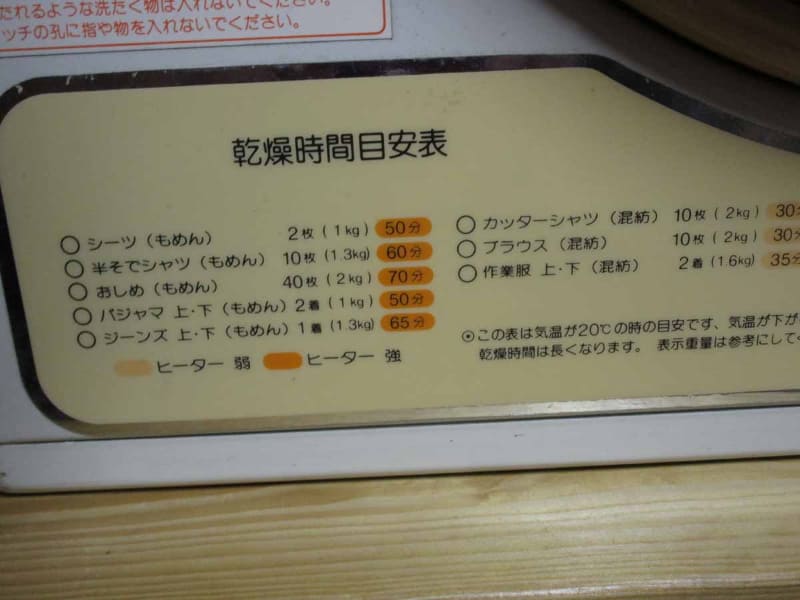 たれるような洗たく物は入れないでください。
ッチの孔に指や物を入れないでください。
乾燥時間目安表
○ シーツ（もめん） 2枚 ( 1kg ) 50分
○ 半そでシャツ（もめん） 10枚 (1.3kg) 60分
○ おしめ（もめん） 40枚 ( 2kg ) 70分
○ パジャマ 上・下（もめん） 2着 ( 1kg ) 50分
○ ジーンズ 上・下（もめん） 1着 (1.3kg) 65分
ヒーター 弱 ヒーター 強
○ カッターシャツ（混紡） 10枚 ( 2kg ) 30分
○ ブラウス（混紡） 10枚 ( 2kg ) 30分
○ 作業服 上・下（混紡） 2着 (1.6kg) 35分
⊙この表は気温が20℃の時の目安です、気温が下が
乾燥時間は長くなります。 表示重量は参考にして